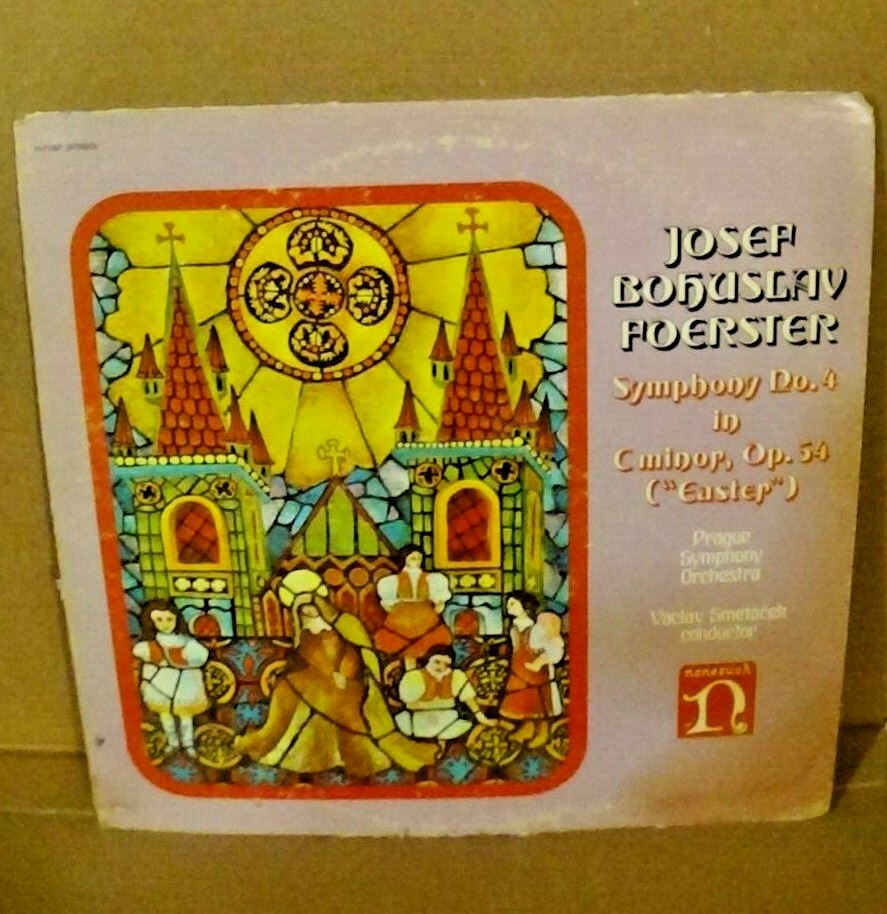 JOSEF
BOHUSLAV
FOERSTER
Symphony No. 4
in
C minor, Op. 54
("Easter")
Prague
Symphony
Orchestra
Václav Smetáček
conductor
nonesuch
n